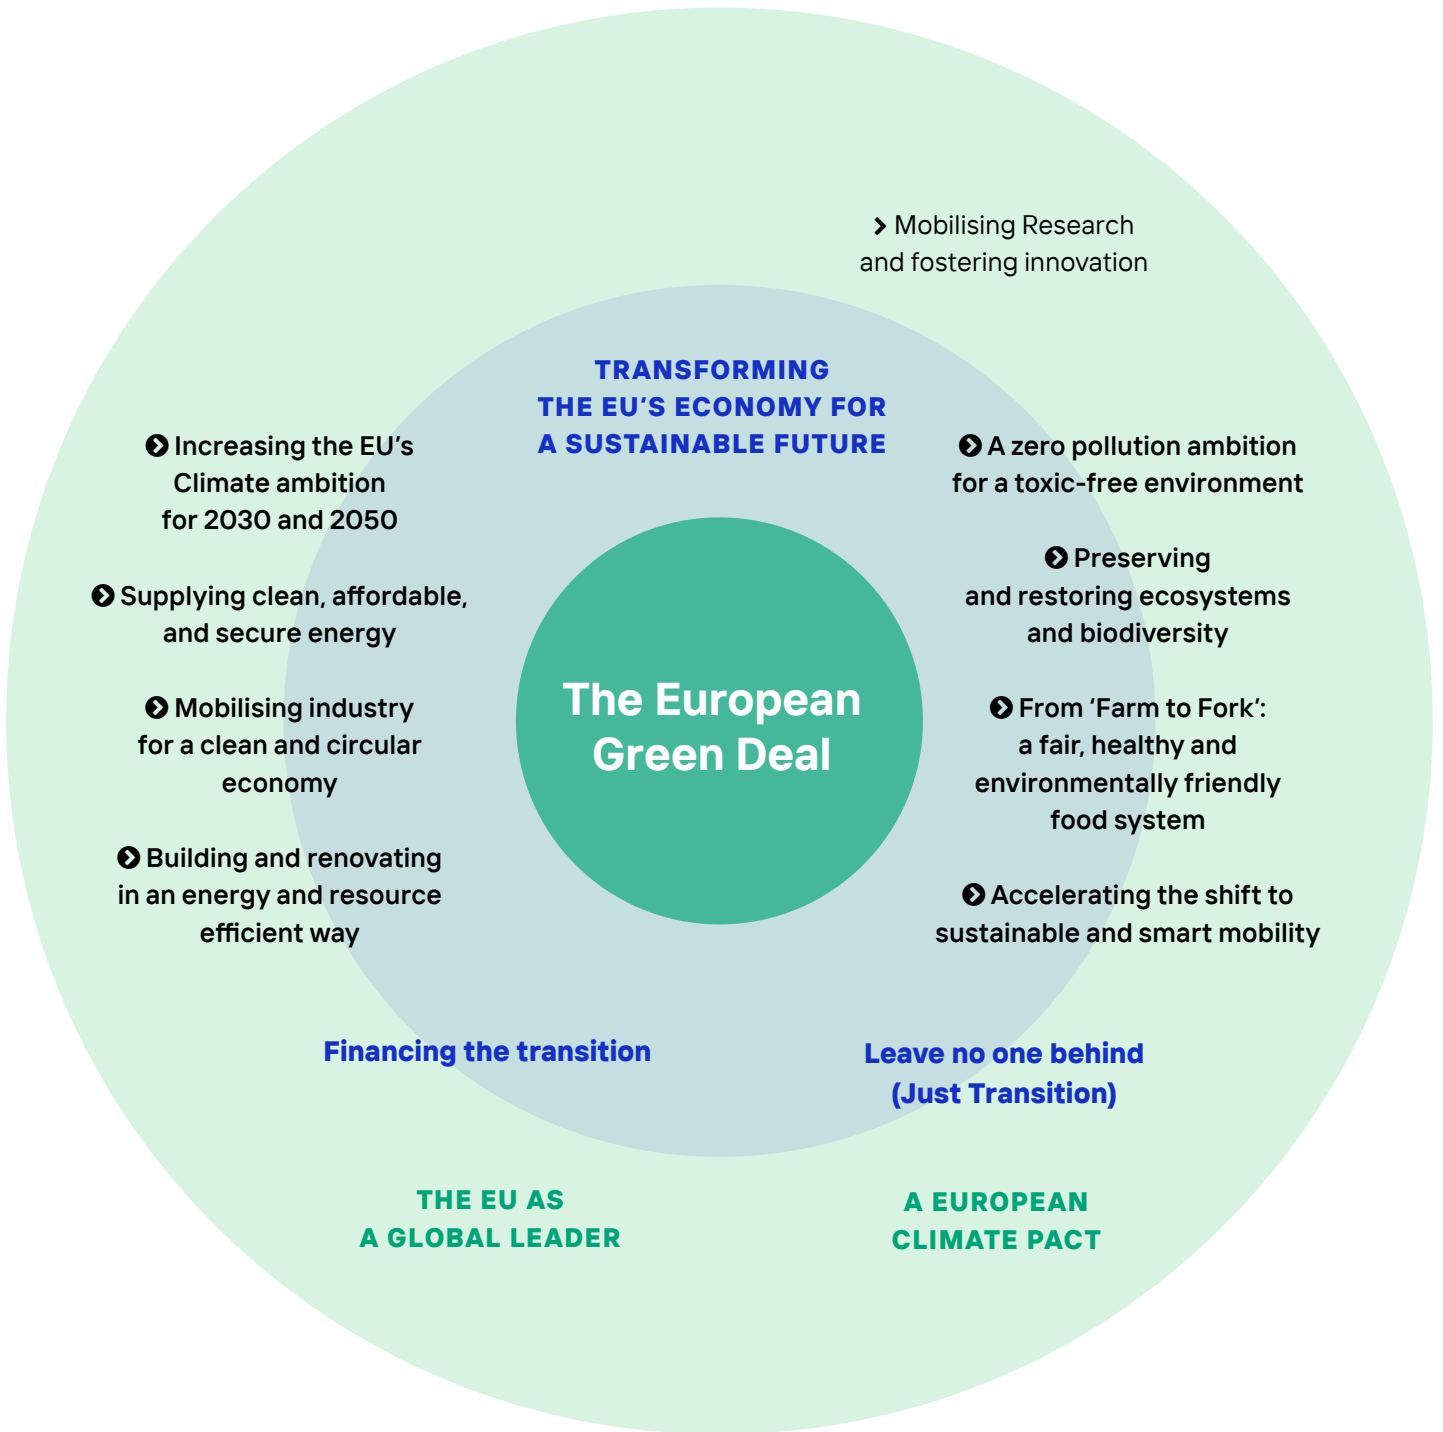 Mobilising Research
and fostering innovation
TRANSFORMING
THE EU’S ECONOMY FOR
A SUSTAINABLE FUTURE
Increasing the EU’s
Climate ambition
for 2030 and 2050
Supplying clean, affordable,
and secure energy
Mobilising industry
for a clean and circular
economy
Building and renovating
in an energy and resource
efficient way
The European
Green Deal
A zero pollution ambition
for a toxic-free environment
Preserving
and restoring ecosystems
and biodiversity
From ‘Farm to Fork’:
a fair, healthy and
environmentally friendly
food system
Accelerating the shift to
sustainable and smart mobility
Financing the transition
Leave no one behind
(Just Transition)
THE EU AS
A GLOBAL LEADER
A EUROPEAN
CLIMATE PACT